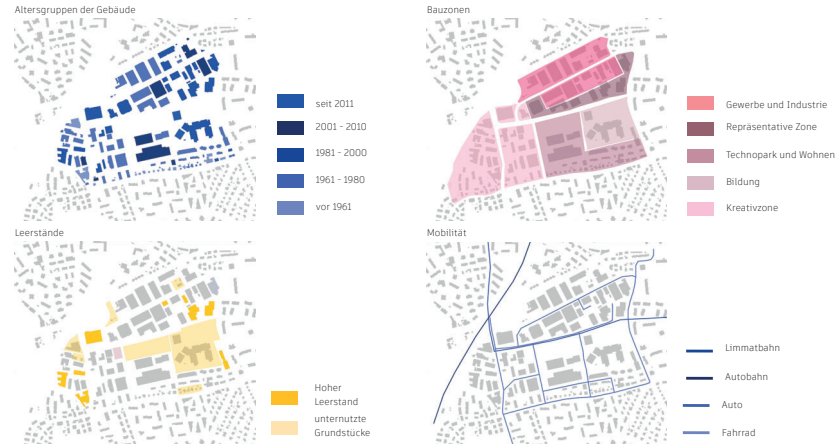 Altersgruppen der Gebäude
seit 2011
2001 - 2010
1981 - 2000
1961 - 1980
vor 1961
Bauzonen
Gewerbe und Industrie
Repräsentative Zone
Technopark und Wohnen
Bildung
Kreativzone
Leerstände
Hoher
Leerstand
unternutzte
Grundstücke
Mobilität
Limmatbahn
Autobahn
Auto
Fahrrad